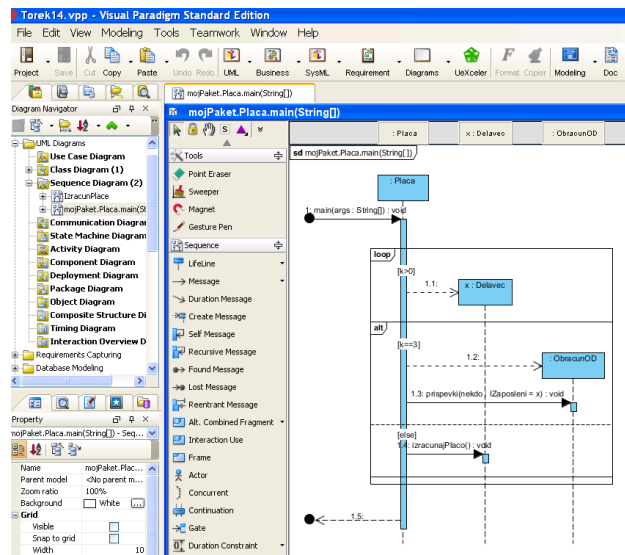 Torek14.vpp - Visual Paradigm Standard Edition
File Edit View Modeling Tools Teamwork Window Help
Project Save Cut Copy Paste Undo Redo UML Business SysML Requirement Diagrams UeXceler Format Copier Modeling Doc
mojPaket.Placa.main(String[])
Diagram Navigator
UML Diagrams
Use Case Diagram
Class Diagram (1)
Sequence Diagram (2)
IzracunPlace
mojPaket.Placa.main(St
Communication Diagram
State Machine Diagram
Activity Diagram
Component Diagram
Deployment Diagram
Package Diagram
Object Diagram
Composite Structure Di
Timing Diagram
Interaction Overview D
Requirements Capturing
Database Modeling
Property
mojPaket.Placa.main(String[]) - Seq...
Name mojPaket.Plac...
Parent model <No parent m...
Zoom ratio 100%
Background White ...
Grid
Visible
Snap to grid
Width 10
mojPaket.Placa.main(String[])
Tools
Point Eraser
Sweeper
Magnet
Gesture Pen
Sequence
LifeLine
Message
Duration Message
Create Message
Self Message
Recursive Message
Found Message
Lost Message
Reentrant Message
Alt. Combined Fragment
Interaction Use
Frame
Actor
Concurrent
Continuation
Gate
Duration Constraint
: Placa x : Delavec : ObracunOD
sd mojPaket.Placa.main(String[])
: Placa
1: main(args : String[]) : void
loop
[k>0]
1.1:
x : Delavec
alt
[k==3]
1.2:
: ObracunOD
1.3: prispevki(nekdo : IZaposleni = x) : void
[else]
1.4: izracunajPlaco() : void
1.5: